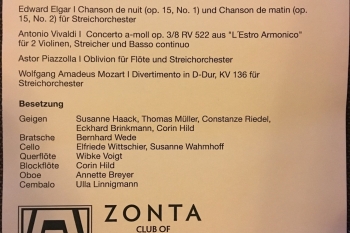 Edward Elgar I Chanson de nuit (op. 15, No. 1) und Chanson de matin (op.
15, No. 2) für Streichorchester
Antonio Vivaldi I Concerto a-moll op. 3/8 RV 522 aus "L´Estro Armonico"
für 2 Violinen, Streicher und Basso continuo
Astor Piazzolla I Oblivion für Flöte und Streichorchester
Wolfgang Amadeus Mozart I Divertimento in D-Dur, KV 136 für
Streichorchester
Besetzung
Geigen Susanne Haack, Thomas Müller, Constanze Riedel,
Eckhard Brinkmann, Corin Hild
Bratsche Bernhard Wede
Cello Elfriede Wittschier, Susanne Wahmhoff
Querflöte Wibke Voigt
Blockflöte Corin Hild
Oboe Annette Breyer
Cembalo Ulla Linnigmann
ZONTA
CLUB OF